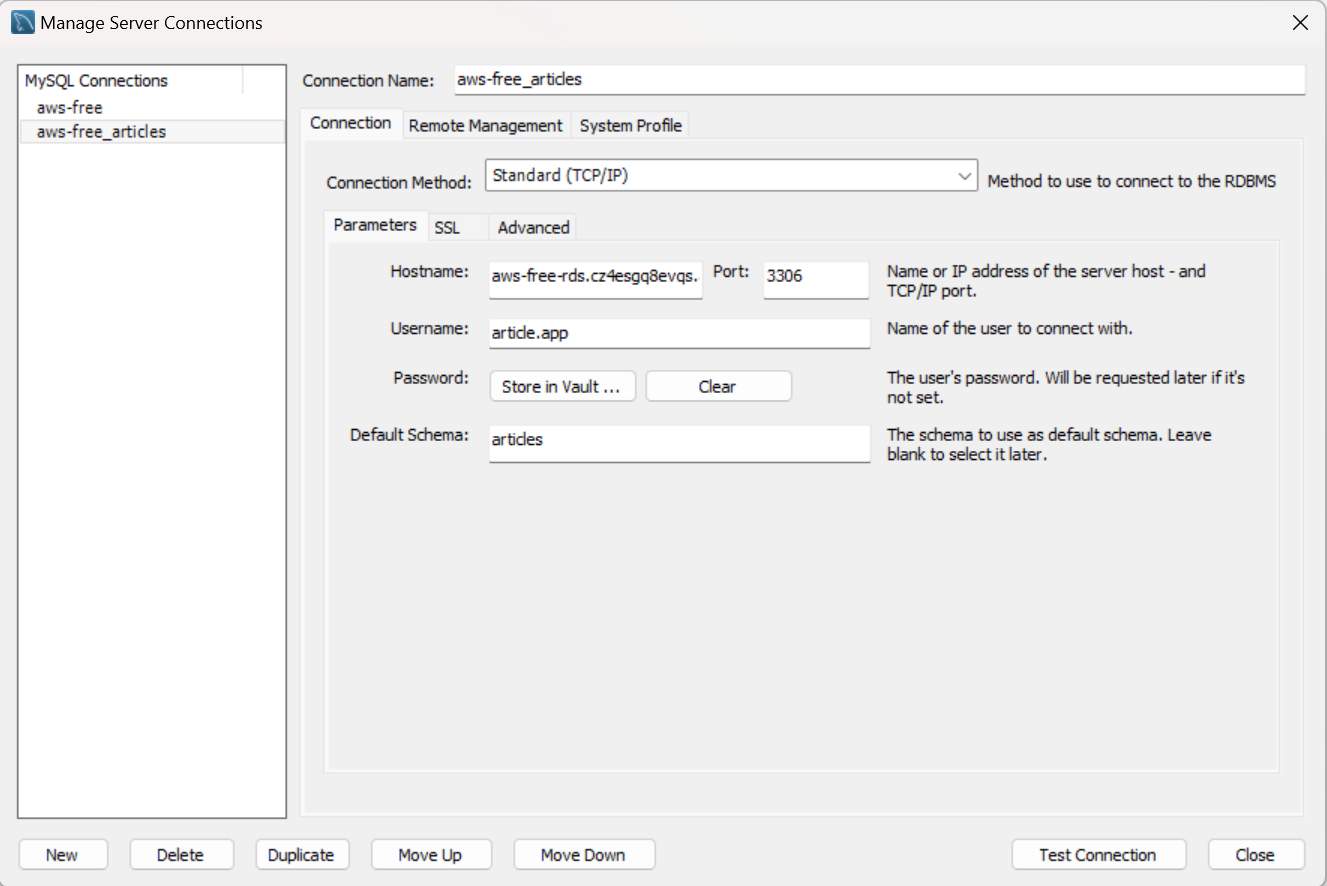 Manage Server Connections
MySQL Connections
aws-free
aws-free_articles
Connection Name: aws-free_articles
Connection Remote Management System Profile
Connection Method: Standard (TCP/IP) Method to use to connect to the RDBMS
Parameters SSL Advanced
Hostname: aws-free-rds.cz4esgq8evqs. Port: 3306 Name or IP address of the server host - and
TCP/IP port.
Username: article.app Name of the user to connect with.
Password: Store in Vault ... Clear The user's password. Will be requested later if it's
not set.
Default Schema: articles The schema to use as default schema. Leave
blank to select it later.
New Delete Duplicate Move Up Move Down Test Connection Close